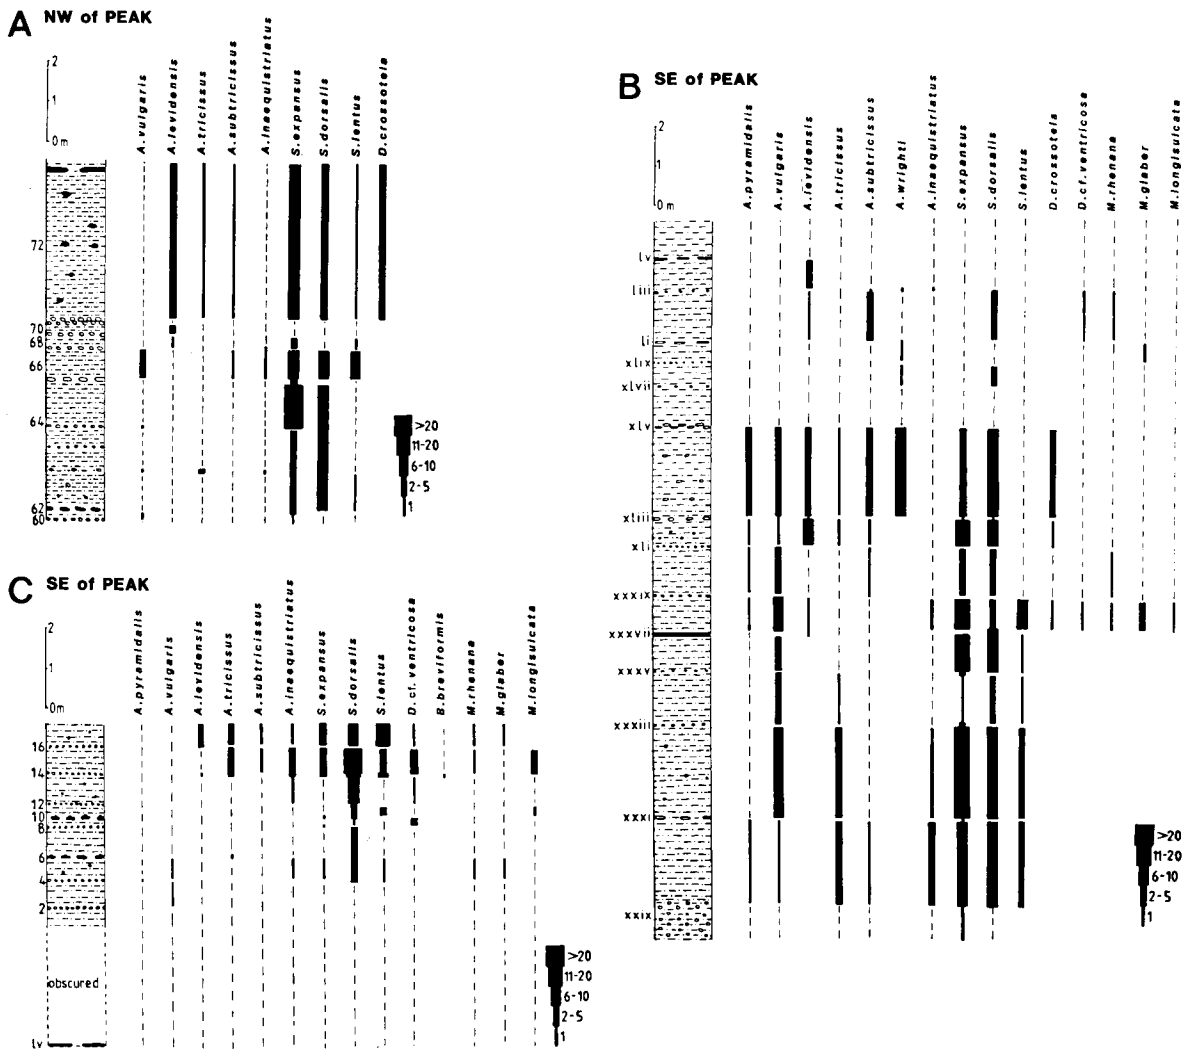 A NW of PEAK
2
1
0m
A.vulgaris
A.levidensis
A.tricissus
A.subtricissus
A.inaequistriatus
S.expansus
S.dorsalis
S.lentus
D.crossotela
72
70
68
66
64
62
60
>20
11-20
6-10
2-5
1
B SE of PEAK
2
1
0m
A.pyramidalis
A.vulgaris
A.levidensis
A.tricissus
A.subtricissus
A.wrighti
A.inaequistriatus
S.expansus
S.dorsalis
S.lentus
D.crossotela
D.cf.ventricosa
M.rhenana
M.glaber
M.longisulcata
lv
liii
li
xlix
xlvii
xlv
xliii
xli
xxxix
xxxvii
xxxv
xxxiii
xxxi
xxix
>20
11-20
6-10
2-5
1
C SE of PEAK
2
1
0m
A.pyramidalis
A.vulgaris
A.levidensis
A.tricissus
A.subtricissus
A.inaequistriatus
S.expansus
S.dorsalis
S.lentus
D.cf.ventricosa
B.breviformis
M.rhenana
M.glaber
M.longisulcata
16
14
12
10
8
6
4
2
obscured
lv
>20
11-20
6-10
2-5
1